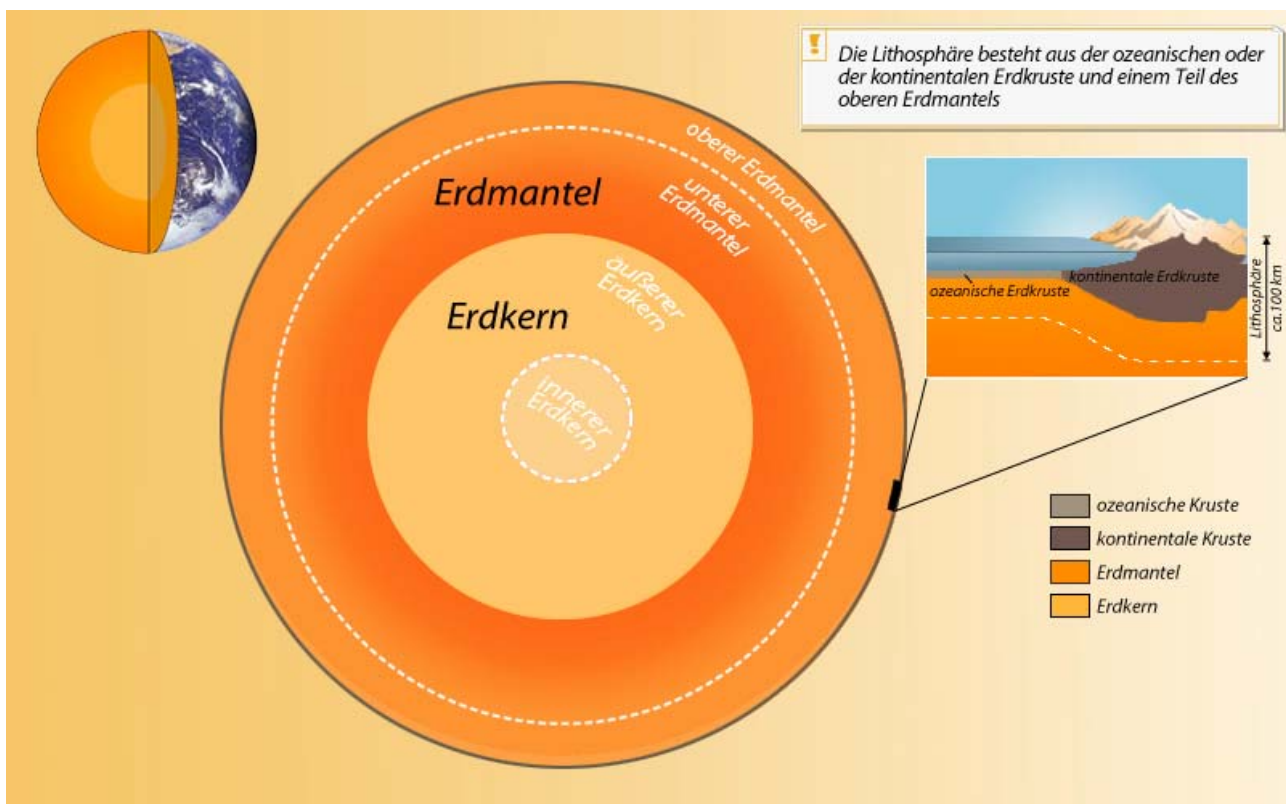 !
Die Lithosphäre besteht aus der ozeanischen oder
der kontinentalen Erdkruste und einem Teil des
oberen Erdmantels
oberer Erdmantel
Erdmantel
unterer
Erdmantel
äußerer
Erdkern
Erdkern
innerer
Erdkern
kontinentale Erdkruste
ozeanische Erdkruste
Lithosphäre
ca.100 km
ozeanische Kruste
kontinentale Kruste
Erdmantel
Erdkern